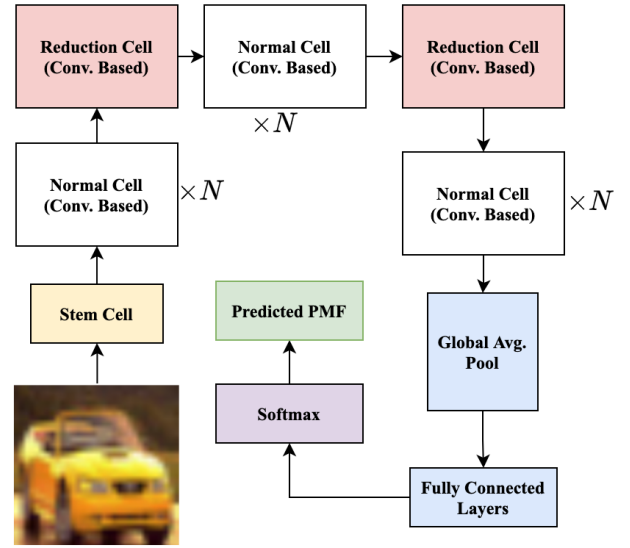 Reduction Cell
(Conv. Based)
Normal Cell
(Conv. Based)
×N
Reduction Cell
(Conv. Based)
Normal Cell
(Conv. Based)
×N
Normal Cell
(Conv. Based)
×N
Stem Cell
Predicted PMF
Global Avg.
Pool
Softmax
Fully Connected
Layers